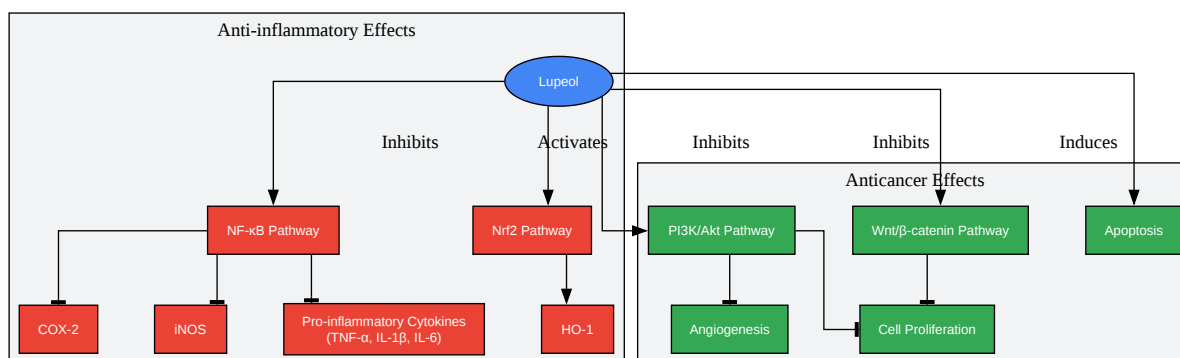 Anti-inflammatory Effects
Lupeol
Inhibits
Activates
Inhibits
Inhibits
Induces
Anticancer Effects
NF-κB Pathway
Nrf2 Pathway
PI3K/Akt Pathway
Wnt/β-catenin Pathway
Apoptosis
COX-2
iNOS
Pro-inflammatory Cytokines
(TNF-α, IL-1β, IL-6)
HO-1
Angiogenesis
Cell Proliferation